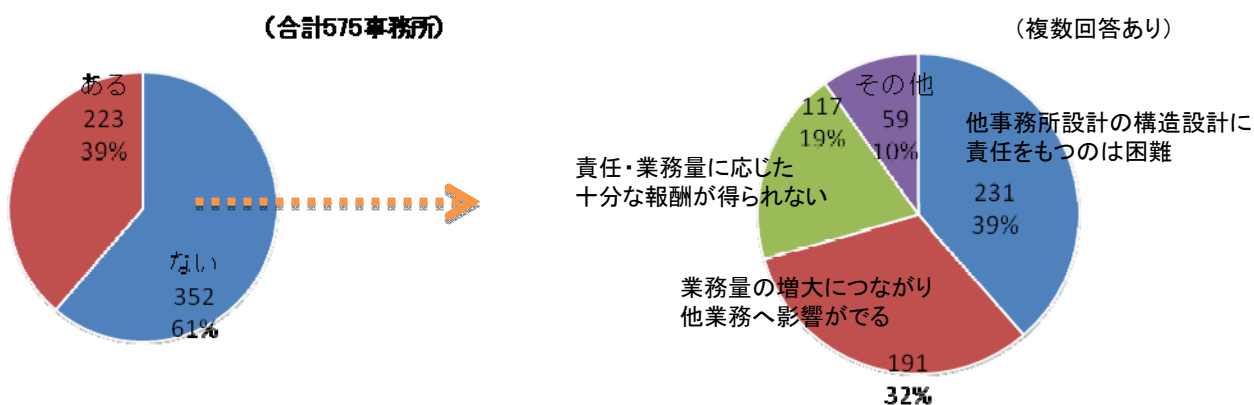 （合計575事務所）
ある
223
39%
ない
352
61%
（複数回答あり）
その他
59
10%
117
19%
責任・業務量に応じた
十分な報酬が得られない
他事務所設計の構造設計に
責任をもつのは困難
231
39%
業務量の増大につながり
他業務へ影響がでる
191
32%